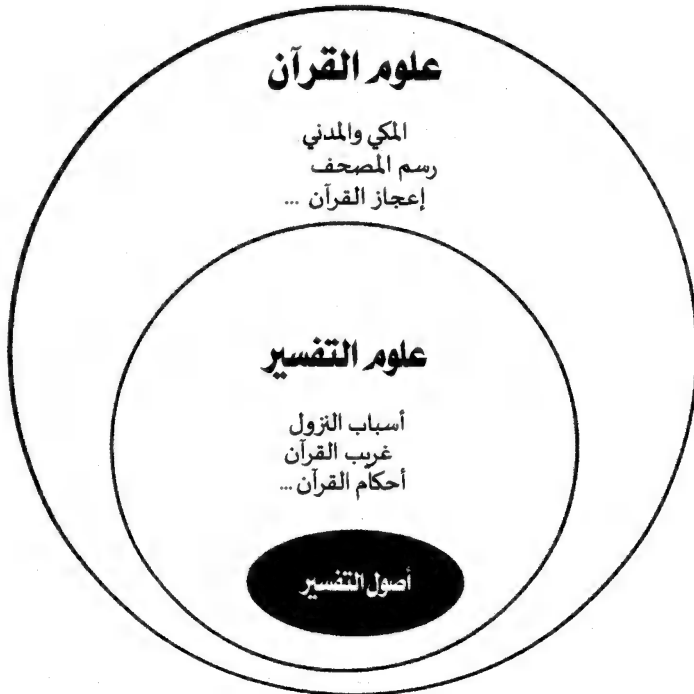 علوم القرآن
المكي والمدني
رسم المصحف
إعجاز القرآن ...
علوم التفسير
أسباب النزول
غريب القرآن
أحكام القرآن ...
أصول التفسير